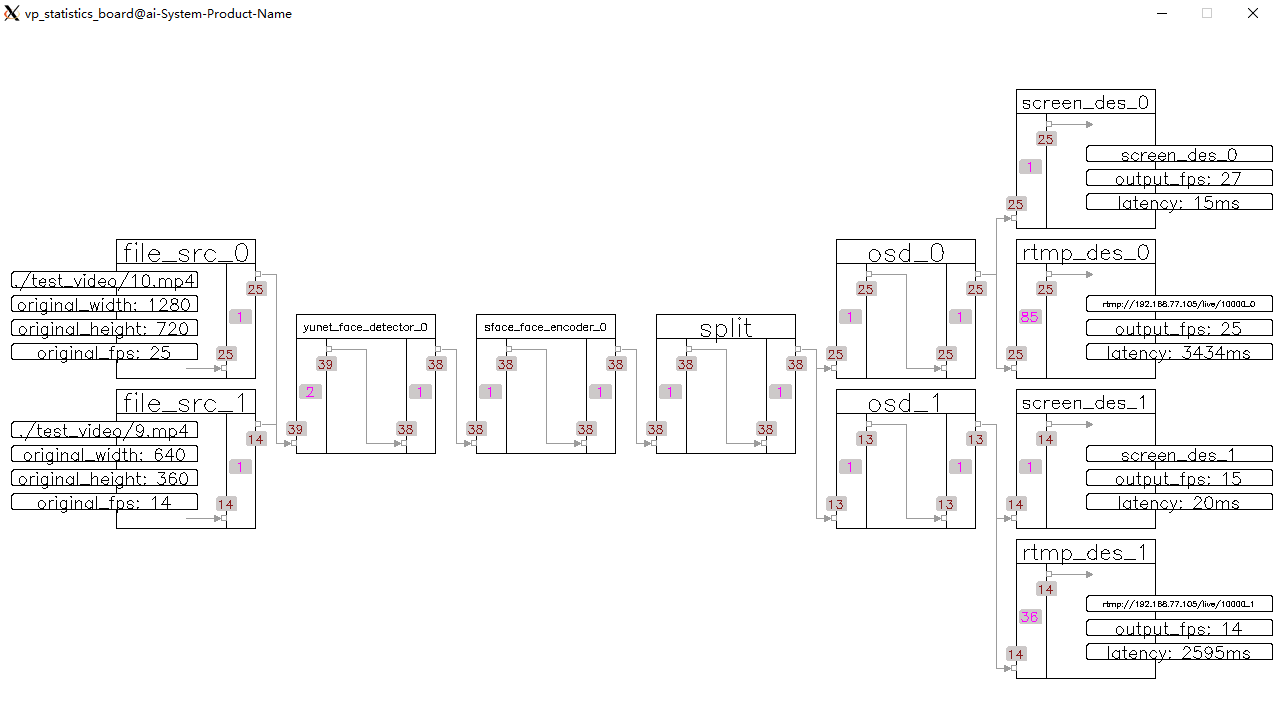 vp_statistics_board@ai-System-Product-Name
screen_des_0
25
1
25
screen_des_0
output_fps: 27
latency: 15ms
file_src_0
./test_video/10.mp4
original_width: 1280
original_height: 720
original_fps: 25
25
1
25
file_src_1
./test_video/9.mp4
original_width: 640
original_height: 360
original_fps: 14
14
1
14
yunet_face_detector_0
39
2
39
38
1
38
sface_face_encoder_0
38
1
38
38
1
38
split
38
1
38
38
1
38
osd_0
25
1
25
25
1
25
osd_1
13
1
13
13
1
13
rtmp_des_0
25
85
25
rtmp://192.168.77.105/live/10000_0
output_fps: 25
latency: 3434ms
screen_des_1
14
1
14
screen_des_1
output_fps: 15
latency: 20ms
rtmp_des_1
14
36
14
rtmp://192.168.77.105/live/10000_1
output_fps: 14
latency: 2595ms